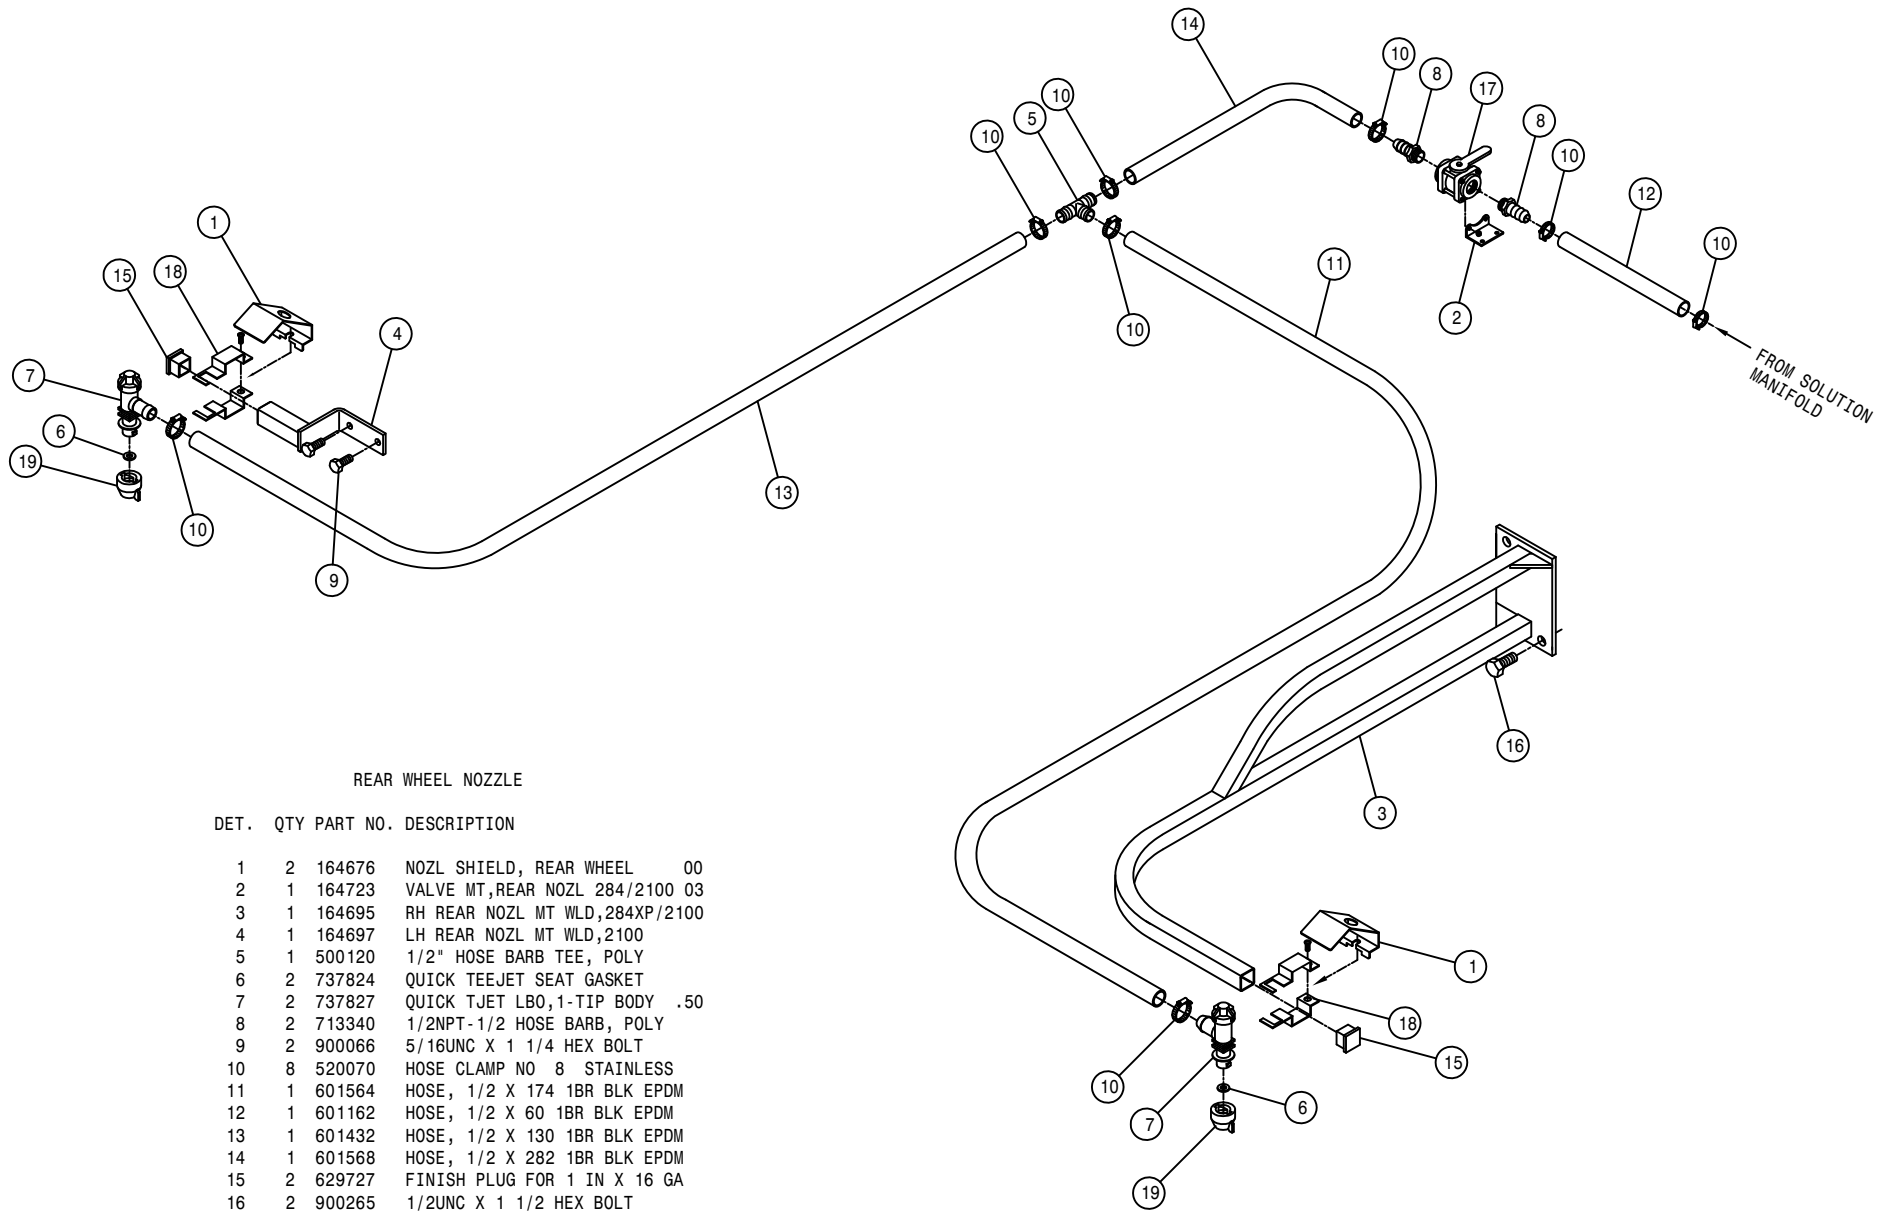 14
10
8
17
10
5
8
10
10
12
1
10
11
15
18
2
10
4
7
FROM SOLUTION
MANIFOLD
6
19
13
10
9
16
3
REAR WHEEL NOZZLE
DET. QTY PART NO. DESCRIPTION
1 2 164676 NOZL SHIELD, REAR WHEEL 00
2 1 164723 VALVE MT,REAR NOZL 284/2100 03
3 1 164695 RH REAR NOZL MT WLD,284XP/2100
4 1 164697 LH REAR NOZL MT WLD,2100
5 1 500120 1/2" HOSE BARB TEE, POLY
6 2 737824 QUICK TEEJET SEAT GASKET
7 2 737827 QUICK TJET LBO,1-TIP BODY .50
8 2 713340 1/2NPT-1/2 HOSE BARB, POLY
9 2 900066 5/16UNC X 1 1/4 HEX BOLT
10 8 520070 HOSE CLAMP NO 8 STAINLESS
11 1 601564 HOSE, 1/2 X 174 1BR BLK EPDM
12 1 601162 HOSE, 1/2 X 60 1BR BLK EPDM
13 1 601432 HOSE, 1/2 X 130 1BR BLK EPDM
14 1 601568 HOSE, 1/2 X 282 1BR BLK EPDM
15 2 629727 FINISH PLUG FOR 1 IN X 16 GA
16 2 900265 1/2UNC X 1 1/2 HEX BOLT
1
18
15
10
6
7
19